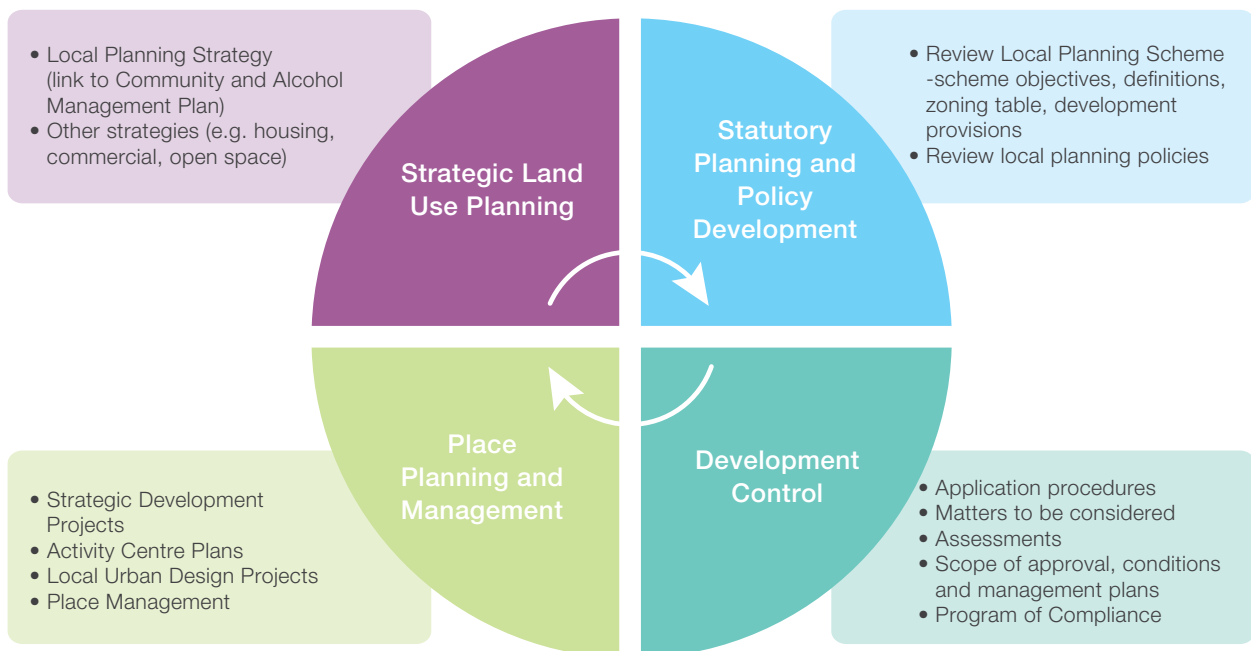 • Local Planning Strategy
(link to Community and Alcohol
Management Plan)
• Other strategies (e.g. housing,
commercial, open space)
Strategic Land
Use Planning
Statutory
Planning and
Policy
Development
• Review Local Planning Scheme
-scheme objectives, definitions,
zoning table, development
provisions
• Review local planning policies
• Strategic Development
Projects
• Activity Centre Plans
• Local Urban Design Projects
• Place Management
Place
Planning and
Management
Development
Control
• Application procedures
• Matters to be considered
• Assessments
• Scope of approval, conditions
and management plans
• Program of Compliance